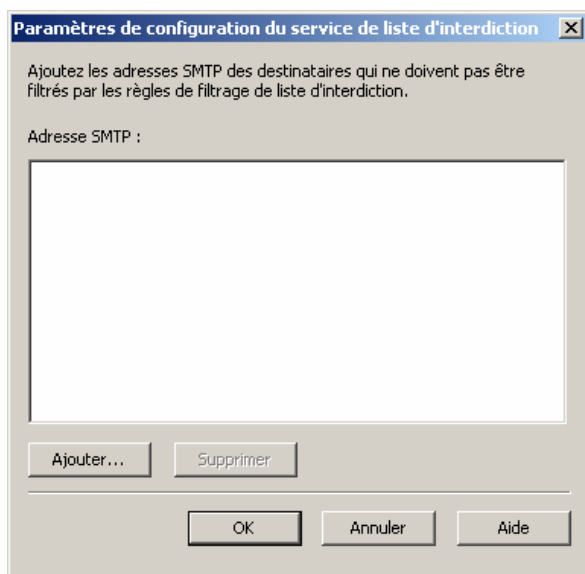 Paramètres de configuration du service de liste d'interdiction
Ajoutez les adresses SMTP des destinataires qui ne doivent pas être
filtrés par les règles de filtrage de liste d'interdiction.
Adresse SMTP :
Ajouter...
Supprimer
OK
Annuler
Aide